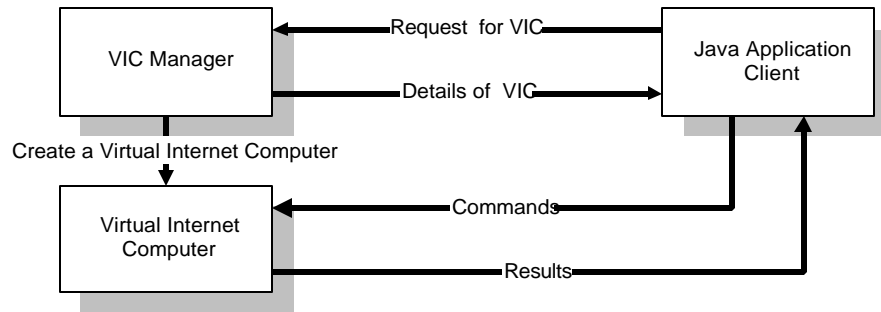 Request for VIC
VIC Manager
Java Application
Client
Details of VIC
Create a Virtual Internet Computer
Commands
Virtual Internet
Computer
Results